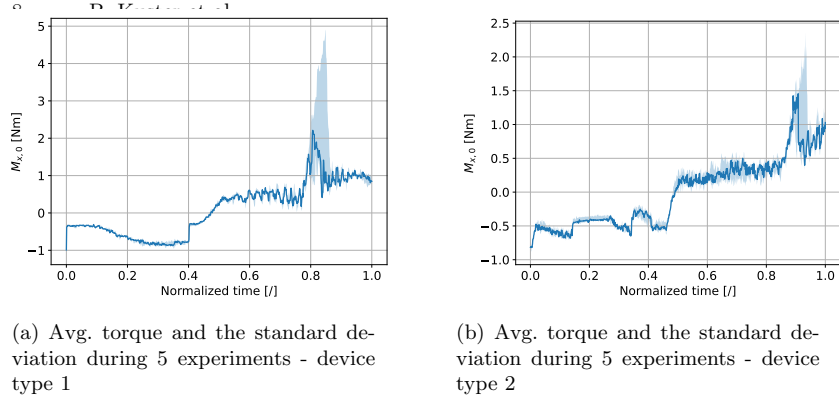 5
4
3
2
1
0
−1
M_{x,0} [Nm]
0.0 0.2 0.4 0.6 0.8 1.0
Normalized time [/]
2.5
2.0
1.5
1.0
0.5
0.0
−0.5
−1.0
M_{x,0} [Nm]
0.0 0.2 0.4 0.6 0.8 1.0
Normalized time [/]
(a) Avg. torque and the standard de-
viation during 5 experiments - device
type 1
(b) Avg. torque and the standard de-
viation during 5 experiments - device
type 2